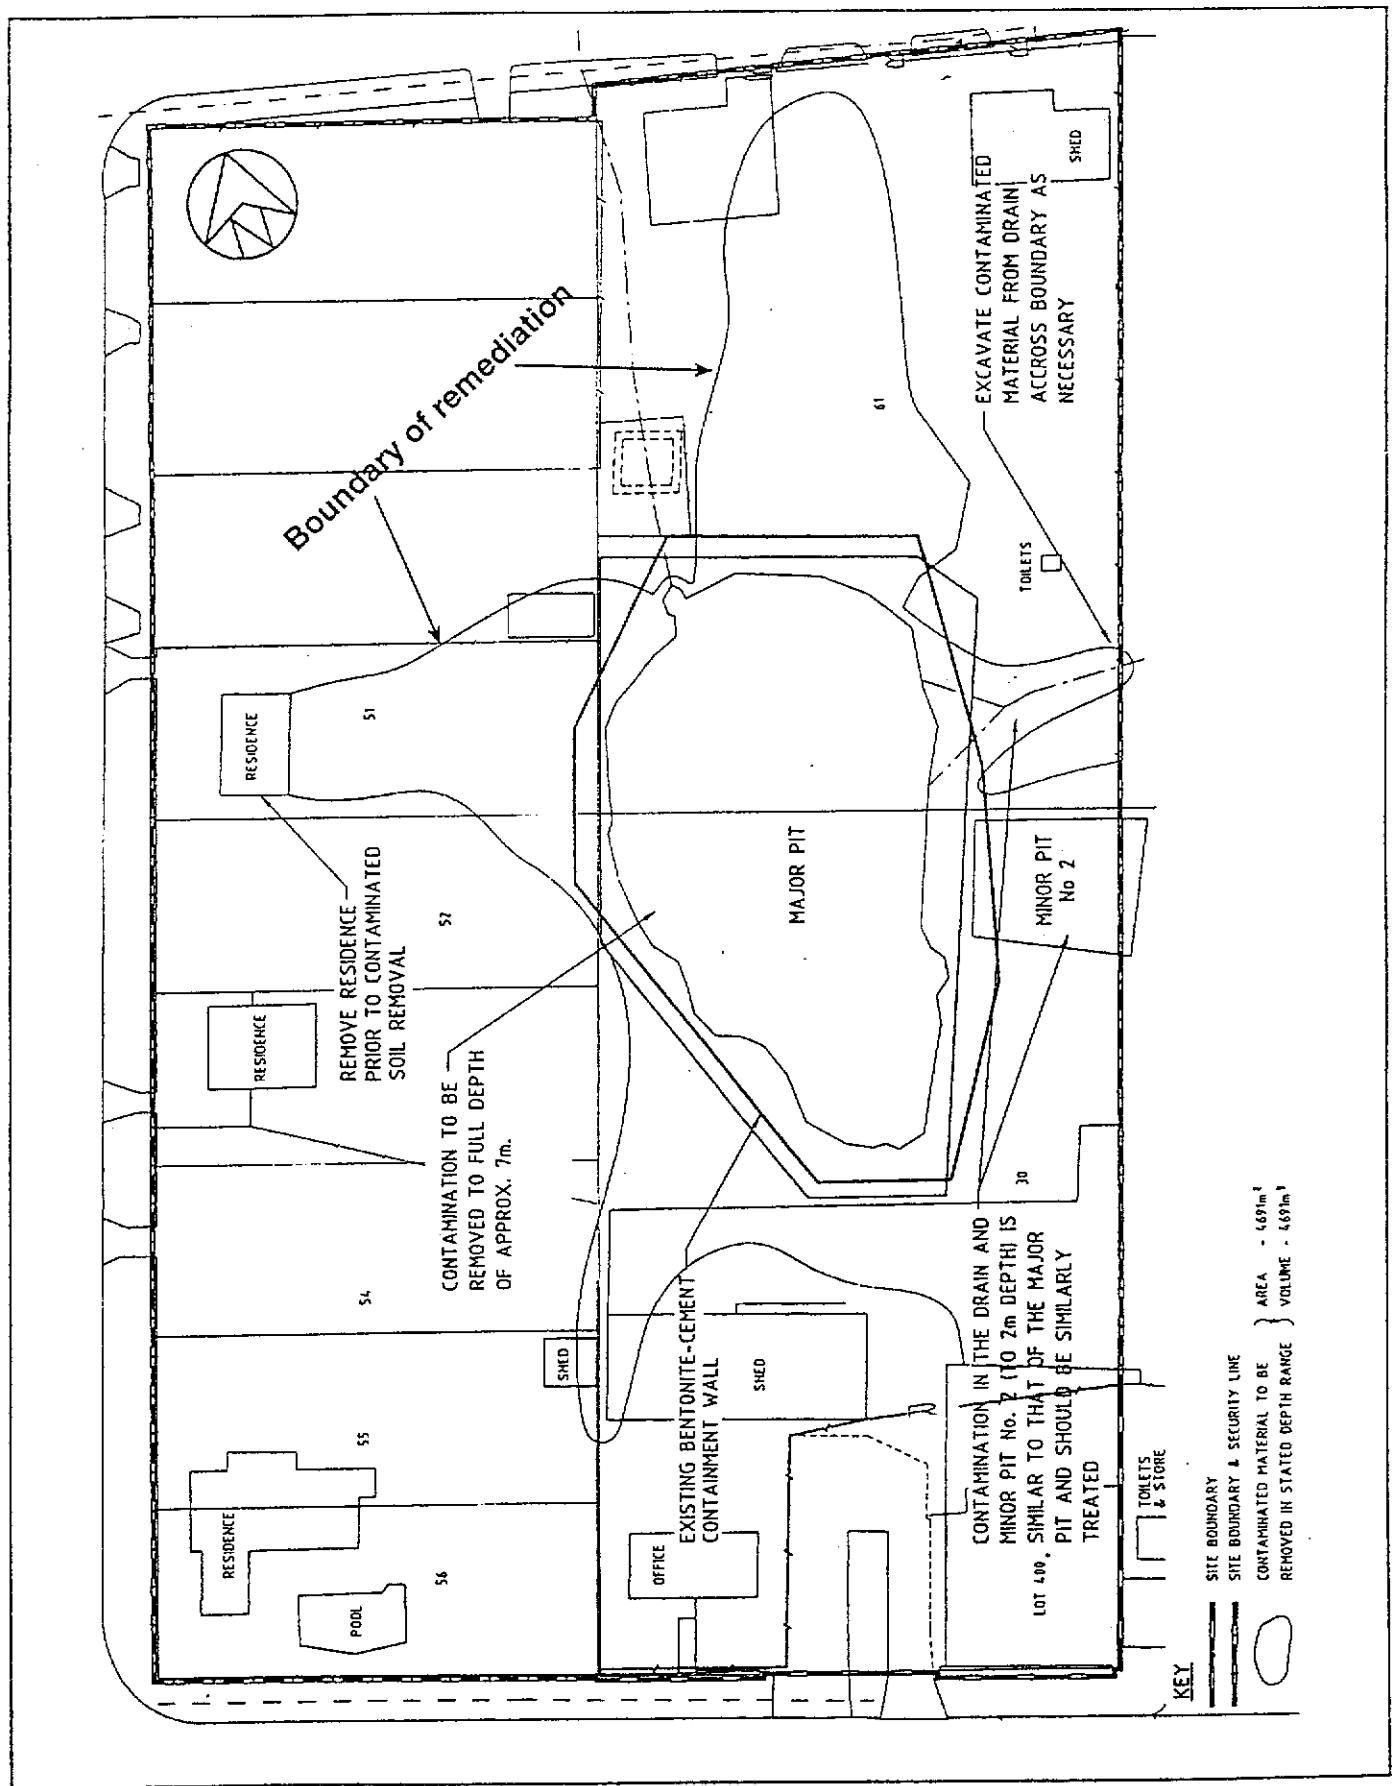 Boundary of remediation
RESIDENCE
51
REMOVE RESIDENCE
PRIOR TO CONTAMINATED
SOIL REMOVAL
52
RESIDENCE
CONTAMINATION TO BE
REMOVED TO FULL DEPTH
OF APPROX. 7m.
54
SHED
55
RESIDENCE
POOL
56
61
SHED
EXCAVATE CONTAMINATED
MATERIAL FROM DRAIN
ACCROSS BOUNDARY AS
NECESSARY
TOILETS
MAJOR PIT
MINOR PIT
No 2
30
EXISTING BENTONITE-CEMENT
CONTAINMENT WALL
SHED
OFFICE
CONTAMINATION IN THE DRAIN AND
MINOR PIT No. 2 (TO 2m DEPTH) IS
SIMILAR TO THAT OF THE MAJOR
PIT AND SHOULD BE SIMILARLY
TREATED
LOT 400,
TOILETS
& STORE
KEY
SITE BOUNDARY
SITE BOUNDARY & SECURITY LINE
CONTAMINATED MATERIAL TO BE } AREA - 4691m²
REMOVED IN STATED DEPTH RANGE } VOLUME - 4691m³